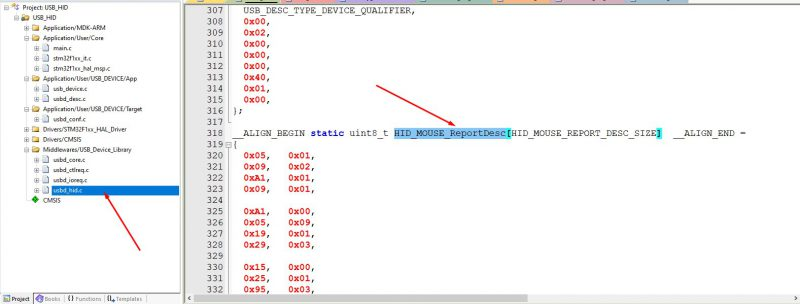 Project: USB_HID
USB_HID
Application/MDK-ARM
Application/User/Core
main.c
stm32f1xx_it.c
stm32f1xx_hal_msp.c
Application/User/USB_DEVICE/App
usb_device.c
usbd_desc.c
Application/User/USB_DEVICE/Target
usbd_conf.c
Drivers/STM32F1xx_HAL_Driver
Drivers/CMSIS
Middlewares/USB_Device_Library
usbd_core.c
usbd_ctlreq.c
usbd_ioreq.c
usbd_hid.c
CMSIS
Project Books {} Functions Templates
307 USB_DESC_TYPE_DEVICE_QUALIFIER,
308 0x00,
309 0x02,
310 0x00,
311 0x00,
312 0x00,
313 0x40,
314 0x01,
315 0x00,
316 };
317
318 __ALIGN_BEGIN static uint8_t HID_MOUSE_ReportDesc[HID_MOUSE_REPORT_DESC_SIZE] __ALIGN_END =
319 {
320 0x05, 0x01,
321 0x09, 0x02,
322 0xA1, 0x01,
323 0x09, 0x01,
324
325 0xA1, 0x00,
326 0x05, 0x09,
327 0x19, 0x01,
328 0x29, 0x03,
329
330 0x15, 0x00,
331 0x25, 0x01,
332 0x95, 0x03,